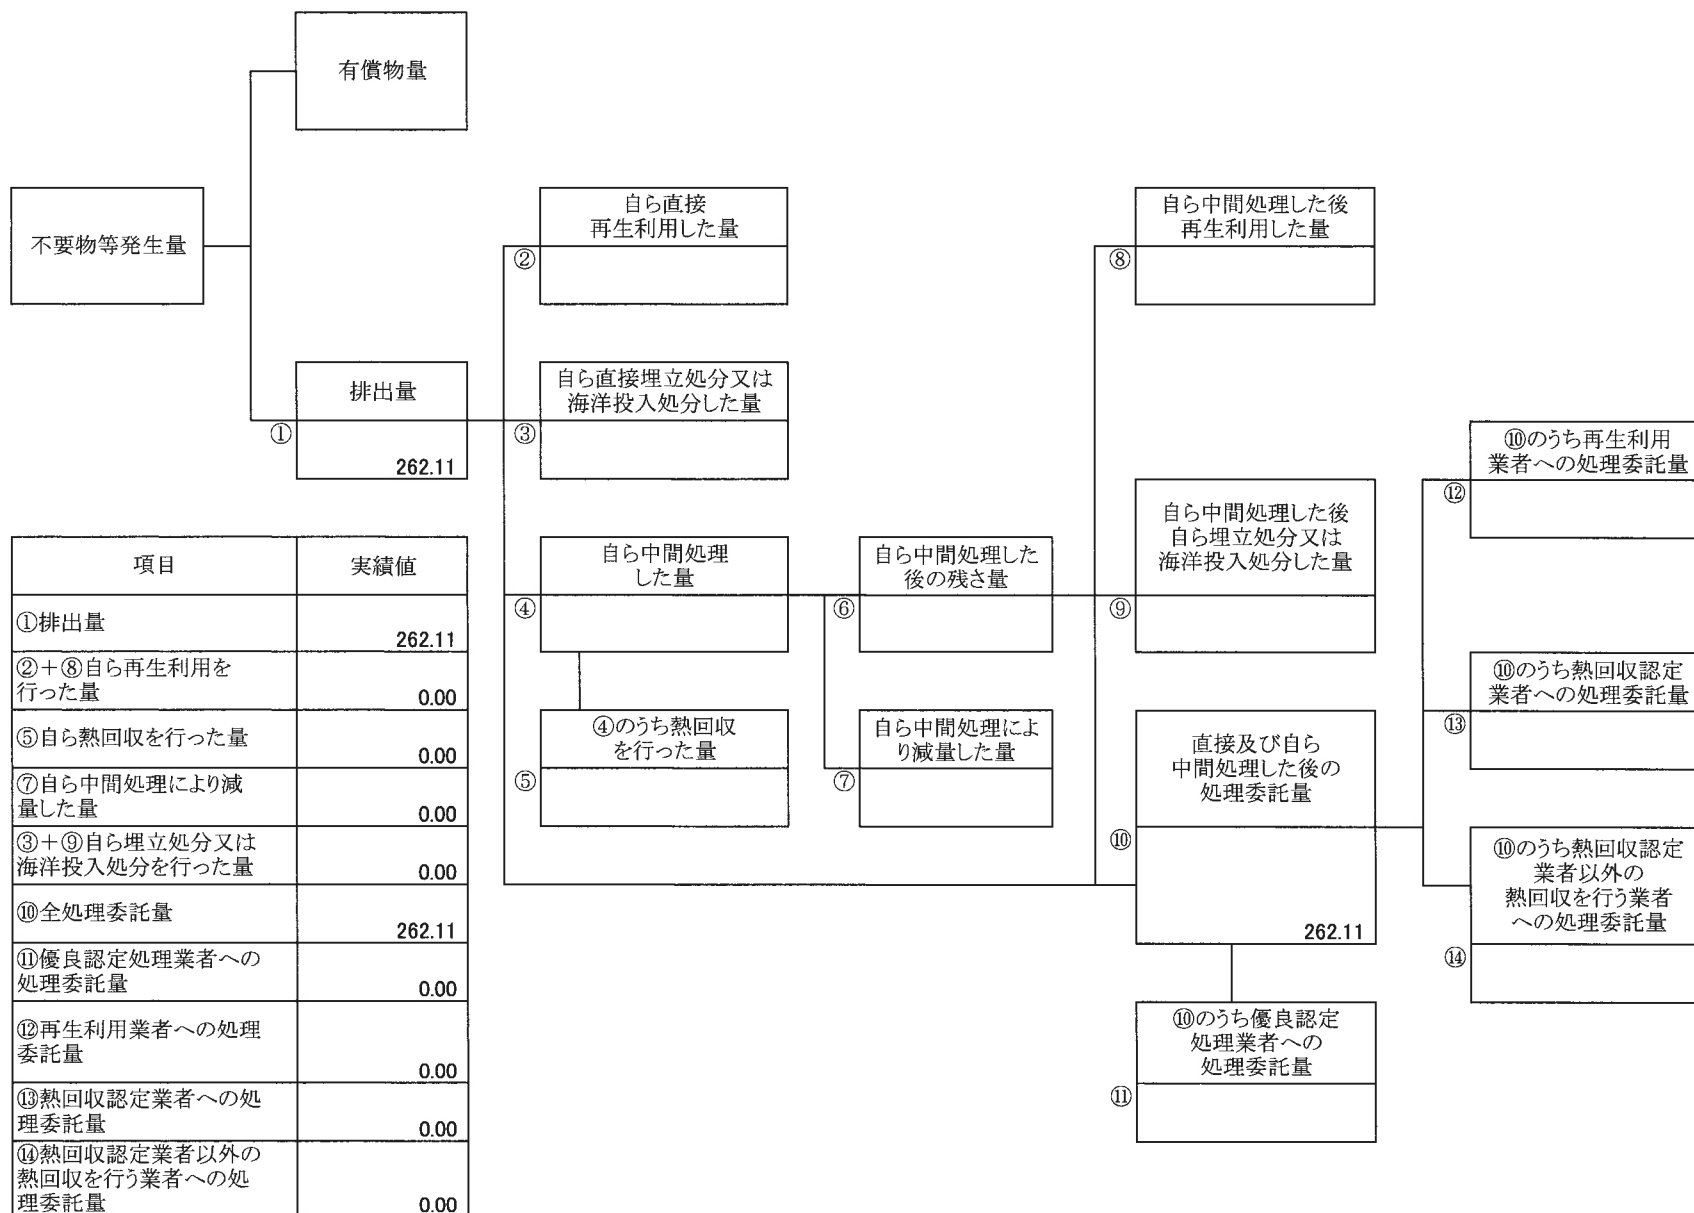 有償物量
不要物等発生量
排出量
①
262.11
自ら直接
再生利用した量
②
自ら直接埋立処分又は
海洋投入処分した量
③
自ら中間処理
した量
④
④のうち熱回収
を行った量
⑤
自ら中間処理した
後の残さ量
⑥
自ら中間処理によ
り減量した量
⑦
自ら中間処理した後
再生利用した量
⑧
自ら中間処理した後
自ら埋立処分又は
海洋投入処分した量
⑨
直接及び自ら
中間処理した後の
処理委託量
⑩
262.11
⑩のうち優良認定
処理業者への
処理委託量
⑪
⑩のうち再生利用
業者への処理委託量
⑫
⑩のうち熱回収認定
業者への処理委託量
⑬
⑩のうち熱回収認定
業者以外の
熱回収を行う業者
への処理委託量
⑭
項目 実績値
①排出量
262.11
②+⑧自ら再生利用を
行った量
0.00
⑤自ら熱回収を行った量
0.00
⑦自ら中間処理により減
量した量
0.00
③+⑨自ら埋立処分又は
海洋投入処分を行った量
0.00
⑩全処理委託量
262.11
⑪優良認定処理業者への
処理委託量
0.00
⑫再生利用業者への処理
委託量
0.00
⑬熱回収認定業者への処
理委託量
0.00
⑭熱回収認定業者以外の
熱回収を行う業者への処
理委託量
0.00